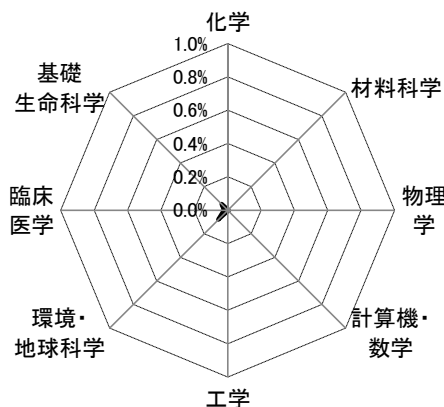 化学
1.0%
0.8%
0.6%
0.4%
0.2%
0.0%
材料科学
物理
学
計算機・
数学
工学
環境・
地球科学
臨床
医学
基礎
生命科学